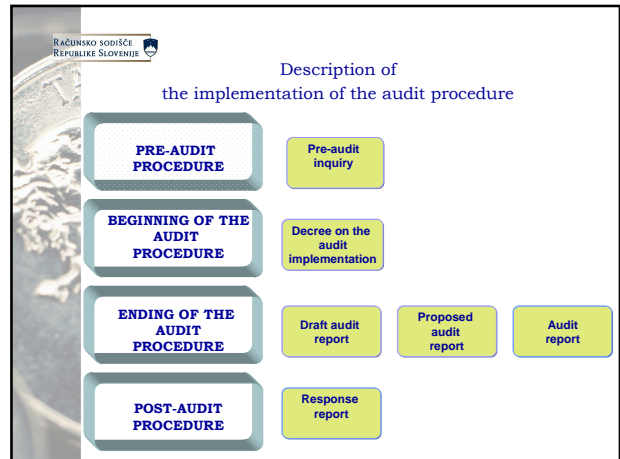 RAČUNSKO SODIŠČE
REPUBLIKE SLOVENIJE
Description of
the implementation of the audit procedure
PRE-AUDIT
PROCEDURE
Pre-audit
inquiry
BEGINNING OF THE
AUDIT
PROCEDURE
Decree on the
audit
implementation
ENDING OF THE
AUDIT
PROCEDURE
Draft audit
report
Proposed
audit
report
Audit
report
POST-AUDIT
PROCEDURE
Response
report